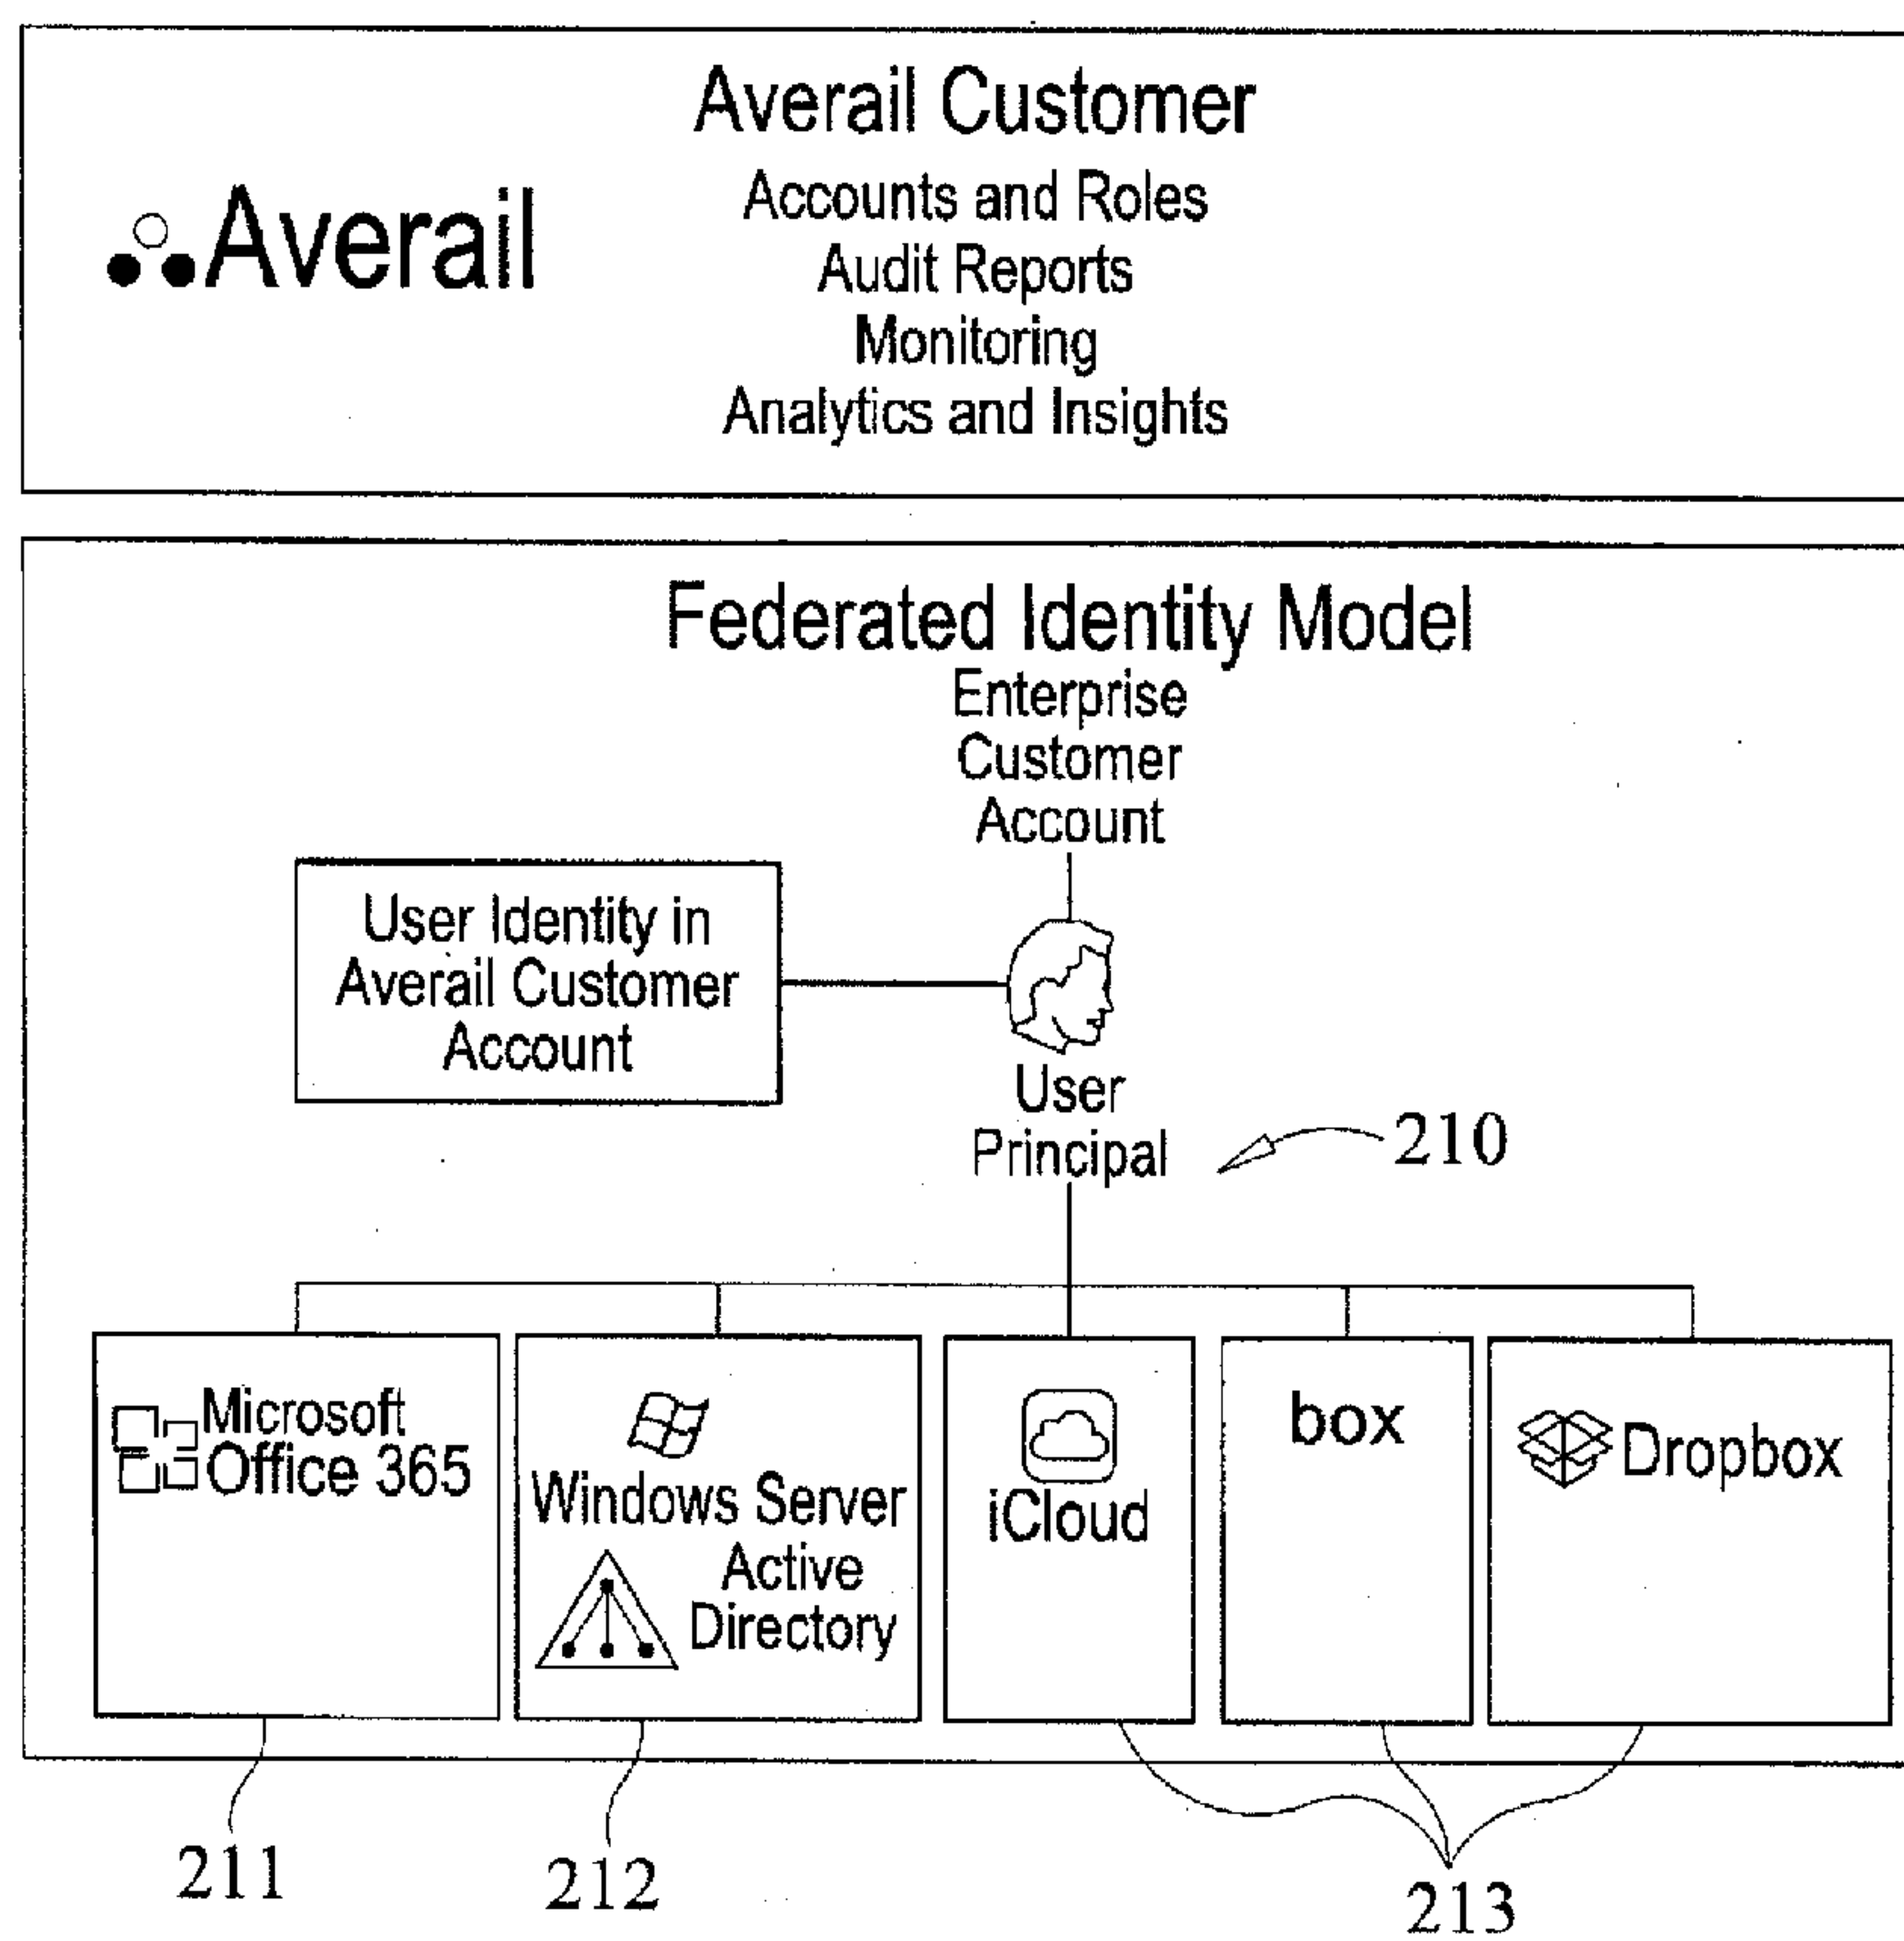 Averail Customer
Averail
Accounts and Roles
Audit Reports
Monitoring
Analytics and Insights
Federated Identity Model
Enterprise
Customer
Account
User Identity in
Averail Customer
Account
User
Principal
210
Microsoft
Office 365
Windows Server
Active
Directory
iCloud
box
Dropbox
211
212
213